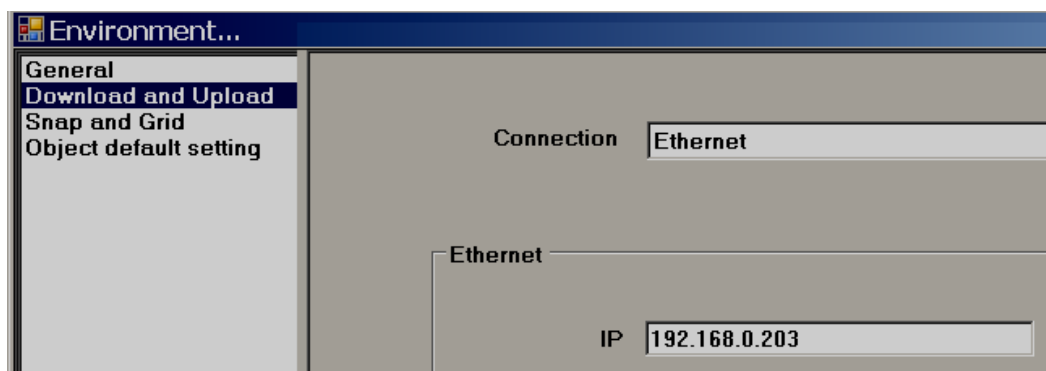 Environment...
General
Download and Upload
Snap and Grid
Object default setting
Connection
Ethernet
Ethernet
IP
192.168.0.203